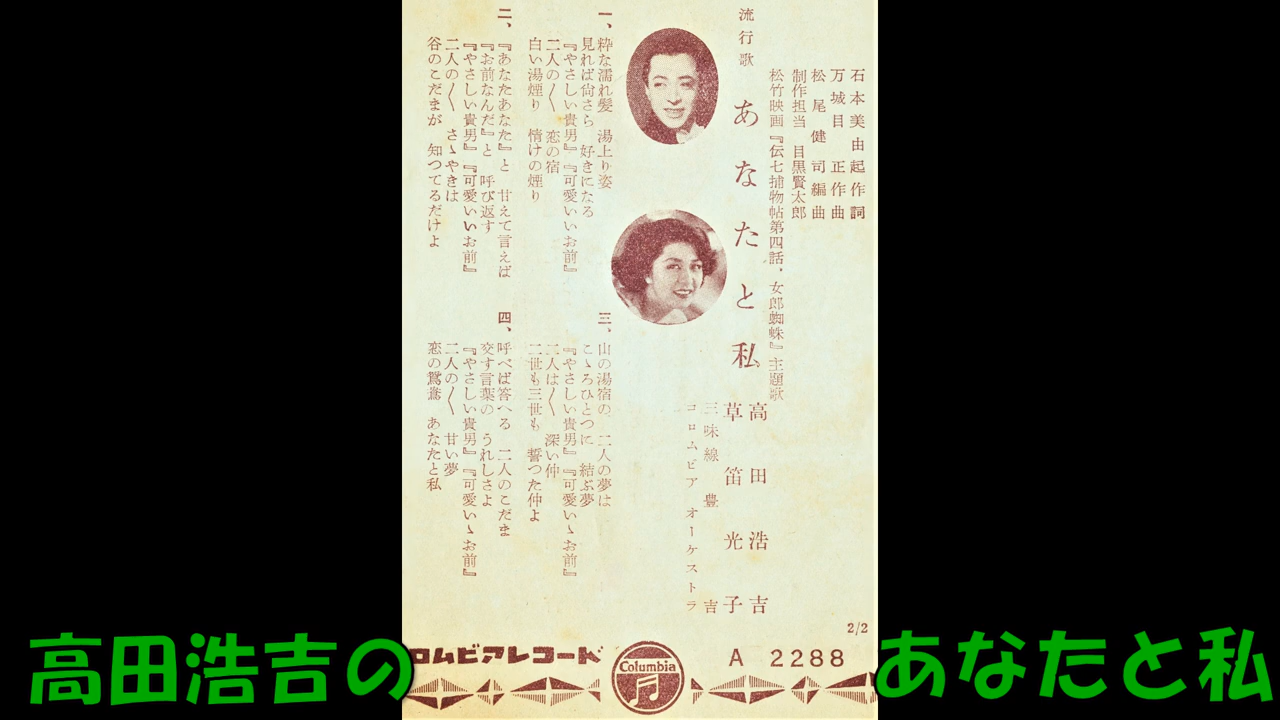 石本美由起作詞
万城目正作曲
松尾健司編曲
制作担当 目黒賢太郎
松竹映画『伝七捕物帖第四話・女郎蜘蛛』主題歌
流行歌 あなたと私
高田浩吉
草笛光子
三味線 豊吉
コロムビア オーケストラ
一、粋な濡れ髪 湯上り姿
見れば尙さら 好きになる
『やさしい貴男』『可愛いいお前』
二人の〱 恋の宿
白い湯煙り 情けの煙り
二、『あなたあなた』と 甘えて言えば
『お前なんだ』と 呼び返す
『やさしい貴男』『可愛いいお前』
二人の〱 さゝやきは
谷のこだまが 知つてるだけよ
三、山の湯宿の 二人の夢は
こゝろひとつに 結ぶ夢
『やさしい貴男』『可愛いゝお前』
二人は〱 深い仲
二世も三世も 誓つた仲よ
四、呼べば答へる 二人のこだま
交す言葉の うれしさよ
『やさしい貴男』『可愛いゝお前』
二人の〱 甘い夢
恋の鴛鴦 あなたと私
2/2
ロムビアレコード
Columbia
A 2288
高田浩吉の
あなたと私